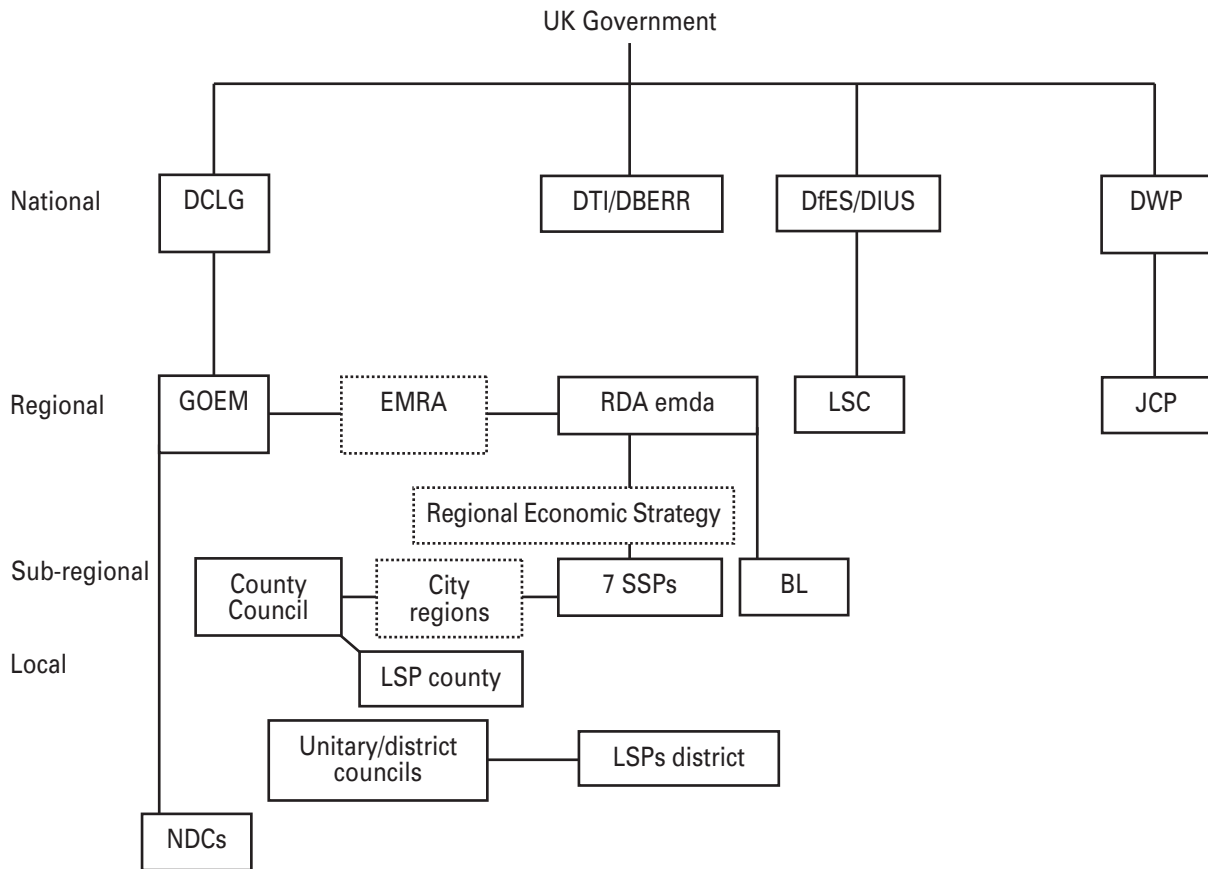 UK Government
National
DCLG
DTI/DBERR
DfES/DIUS
DWP
Regional
GOEM
EMRA
RDA emda
LSC
JCP
Regional Economic Strategy
Sub-regional
County
Council
City
regions
7 SSPs
BL
Local
LSP county
Unitary/district
councils
LSPs district
NDCs